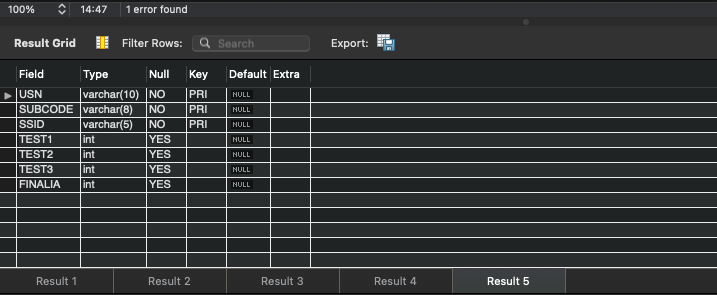 100% 14:47 1 error found
Result Grid Filter Rows: Search Export:
Field Type Null Key Default Extra
USN varchar(10) NO PRI NULL
SUBCODE varchar(8) NO PRI NULL
SSID varchar(5) NO PRI NULL
TEST1 int YES NULL
TEST2 int YES NULL
TEST3 int YES NULL
FINALIA int YES NULL
Result 1 Result 2 Result 3 Result 4 Result 5